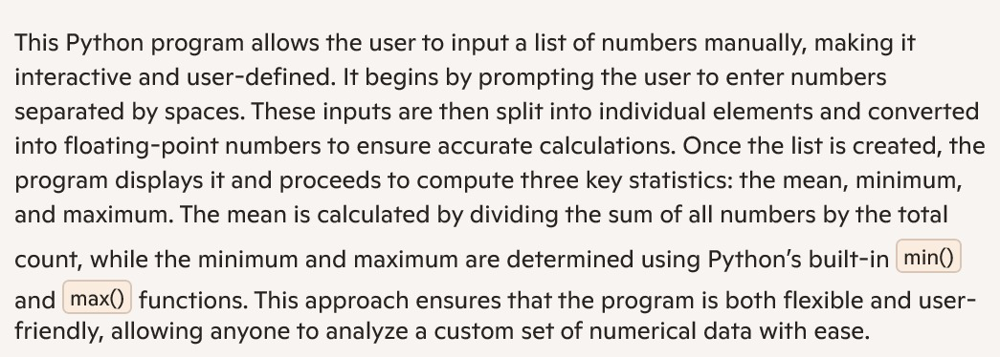 This Python program allows the user to input a list of numbers manually, making it
interactive and user-defined. It begins by prompting the user to enter numbers
separated by spaces. These inputs are then split into individual elements and converted
into floating-point numbers to ensure accurate calculations. Once the list is created, the
program displays it and proceeds to compute three key statistics: the mean, minimum,
and maximum. The mean is calculated by dividing the sum of all numbers by the total
count, while the minimum and maximum are determined using Python’s built-in min()
and max() functions. This approach ensures that the program is both flexible and user-
friendly, allowing anyone to analyze a custom set of numerical data with ease.